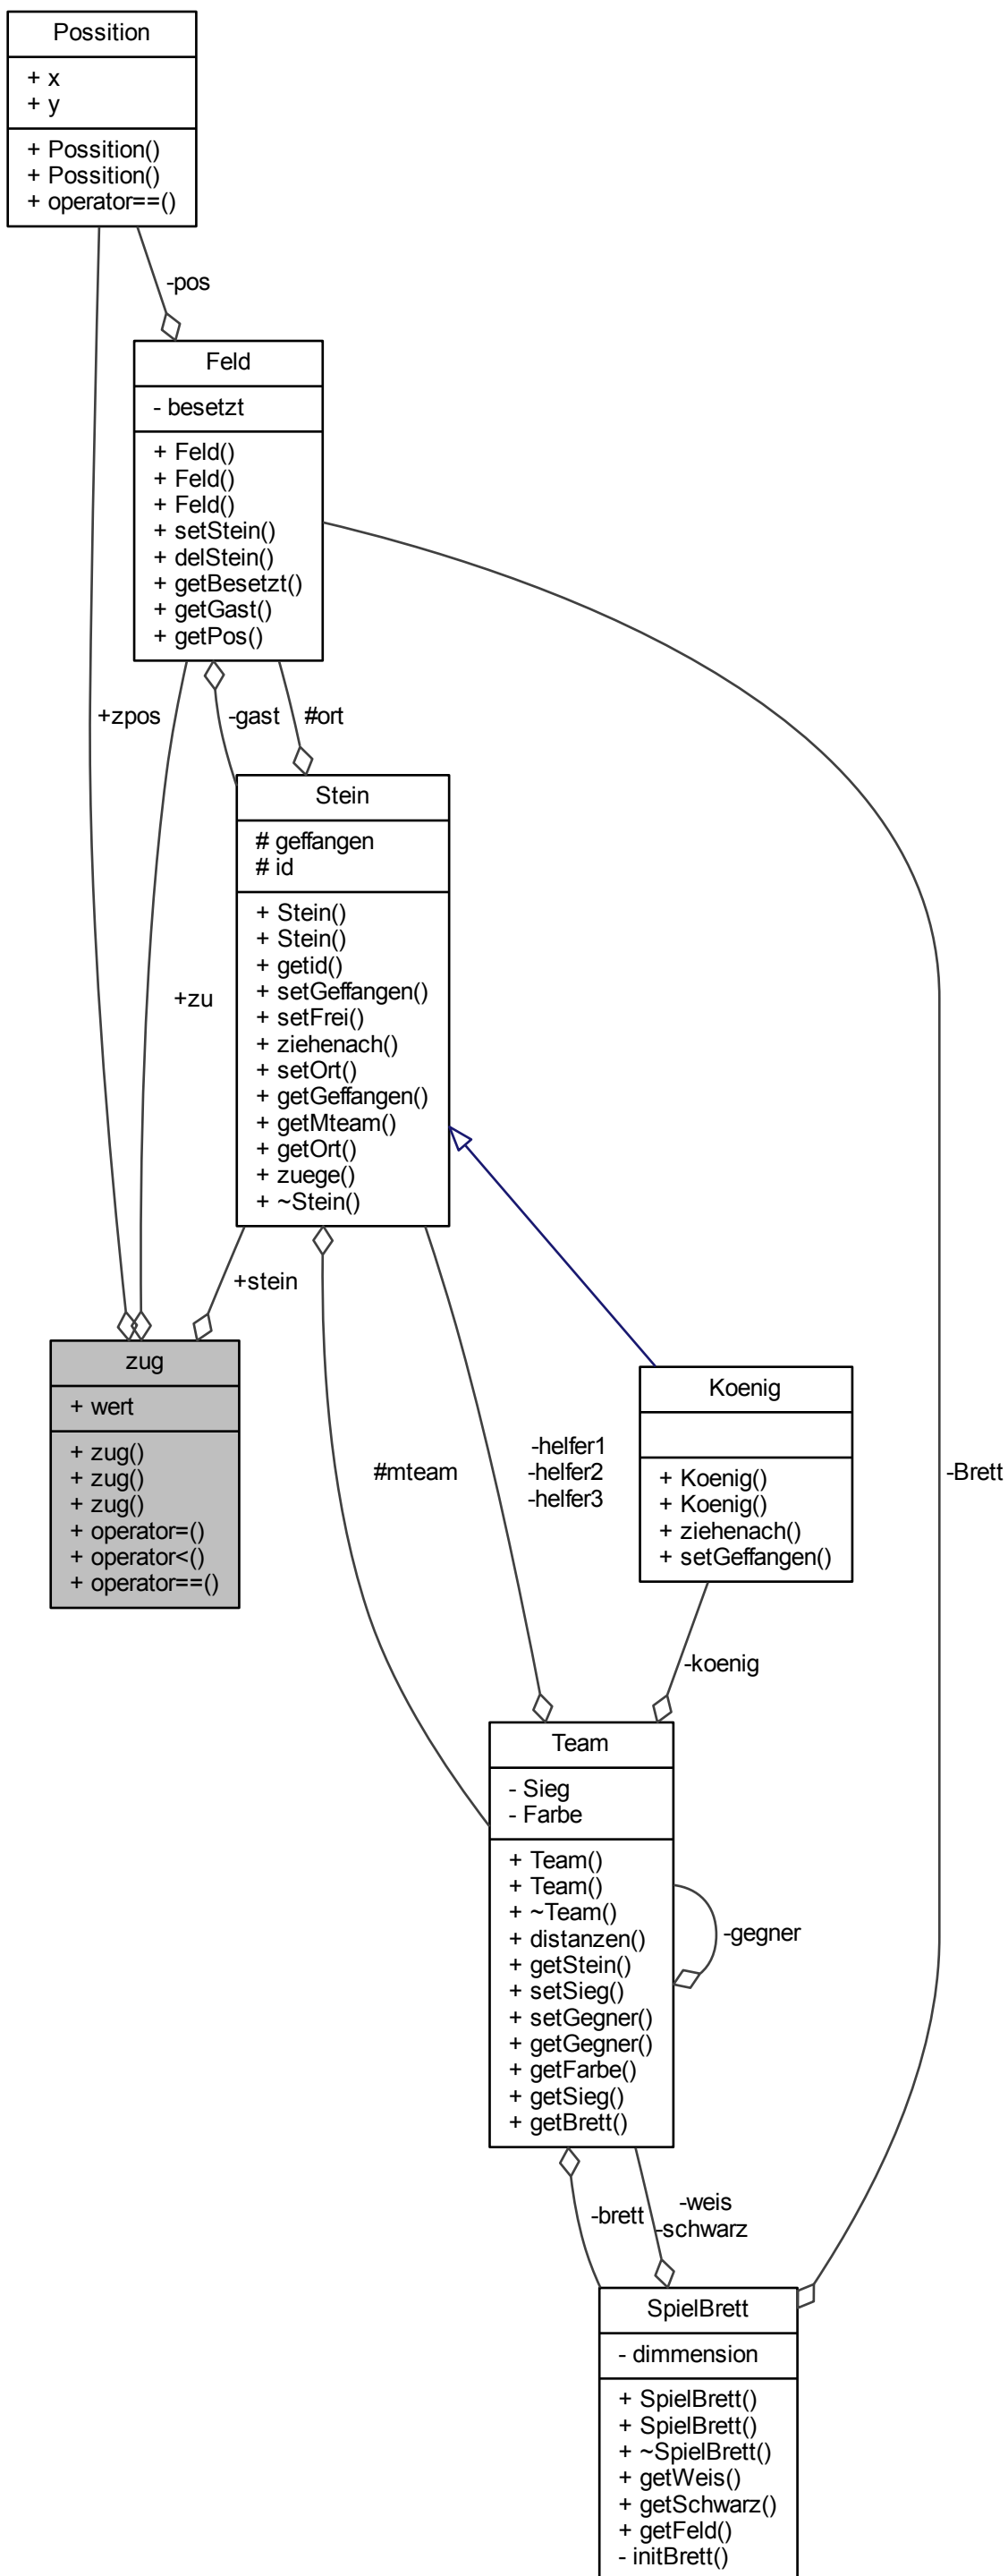 Possition
+ x
+ y
+ Possition()
+ Possition()
+ operator==()
-pos
Feld
- besetzt
+ Feld()
+ Feld()
+ Feld()
+ setStein()
+ delStein()
+ getBesetzt()
+ getGast()
+ getPos()
+zpos
-gast
#ort
Stein
# geffangen
# id
+ Stein()
+ Stein()
+ getid()
+ setGeffangen()
+ setFrei()
+ ziehenach()
+ setOrt()
+ getGeffangen()
+ getMteam()
+ getOrt()
+ zuege()
+ ~Stein()
+zu
+stein
zug
+ wert
+ zug()
+ zug()
+ zug()
+ operator=()
+ operator<()
+ operator==()
#mteam
-helfer1
-helfer2
-helfer3
Koenig
+ Koenig()
+ Koenig()
+ ziehenach()
+ setGeffangen()
-Brett
-koenig
Team
- Sieg
- Farbe
+ Team()
+ Team()
+ ~Team()
+ distanzen()
+ getStein()
+ setSieg()
+ setGegner()
+ getGegner()
+ getFarbe()
+ getSieg()
+ getBrett()
-gegner
-brett
-weis
-schwarz
SpielBrett
- dimmension
+ SpielBrett()
+ SpielBrett()
+ ~SpielBrett()
+ getWeis()
+ getSchwarz()
+ getFeld()
- initBrett()